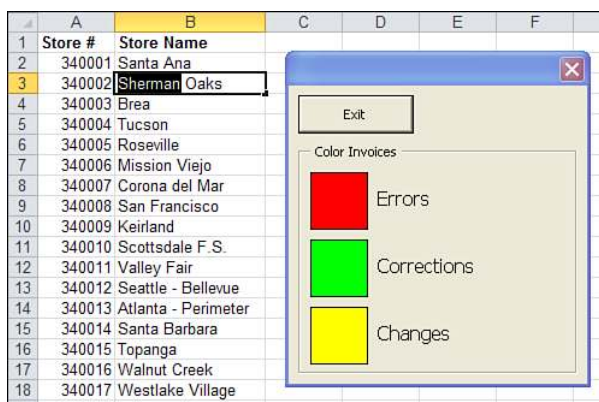 A B C D E F
1 Store # Store Name
2 340001 Santa Ana
3 340002 Sherman Oaks
4 340003 Brea
5 340004 Tucson
6 340005 Roseville
7 340006 Mission Viejo
8 340007 Corona del Mar
9 340008 San Francisco
10 340009 Keirland
11 340010 Scottsdale F.S.
12 340011 Valley Fair
13 340012 Seattle - Bellevue
14 340013 Atlanta - Perimeter
15 340014 Santa Barbara
16 340015 Topanga
17 340016 Walnut Creek
18 340017 Westlake Village
Exit
Color Invoices
Errors
Corrections
Changes